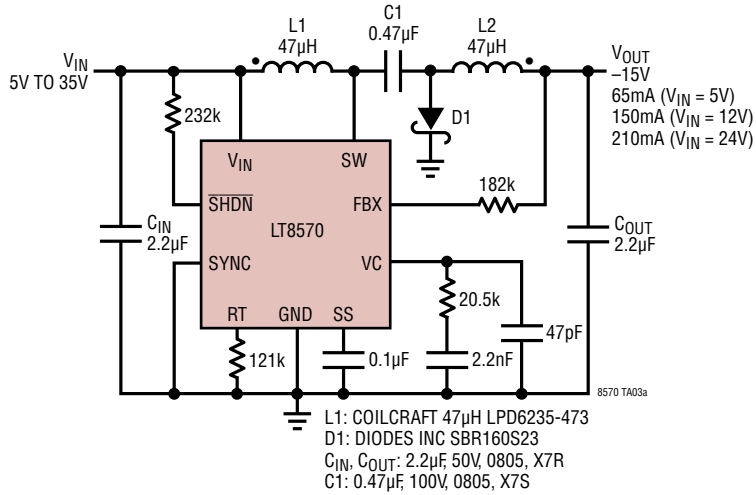 C1
0.47µF
L1
47µH
L2
47µH
VIN
5V TO 35V
VOUT
–15V
65mA (VIN = 5V)
150mA (VIN = 12V)
210mA (VIN = 24V)
232k
D1
VIN
SW
182k
SHDN
FBX
CIN
2.2µF
LT8570
COUT
2.2µF
SYNC
VC
20.5k
RT
GND
SS
47pF
121k
0.1µF
2.2nF
8570 TA03a
L1: COILCRAFT 47µH LPD6235-473
D1: DIODES INC SBR160S23
CIN, COUT: 2.2µF, 50V, 0805, X7R
C1: 0.47µF, 100V, 0805, X7S